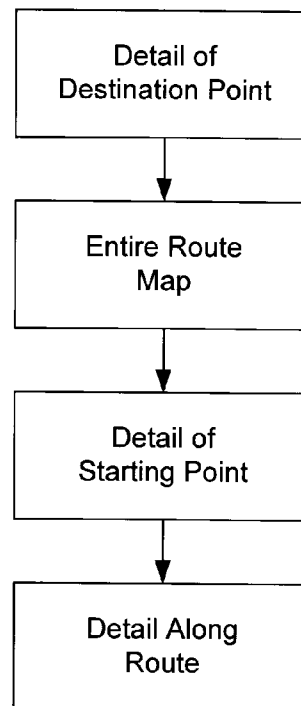 Detail of
Destination Point
Entire Route
Map
Detail of
Starting Point
Detail Along
Route